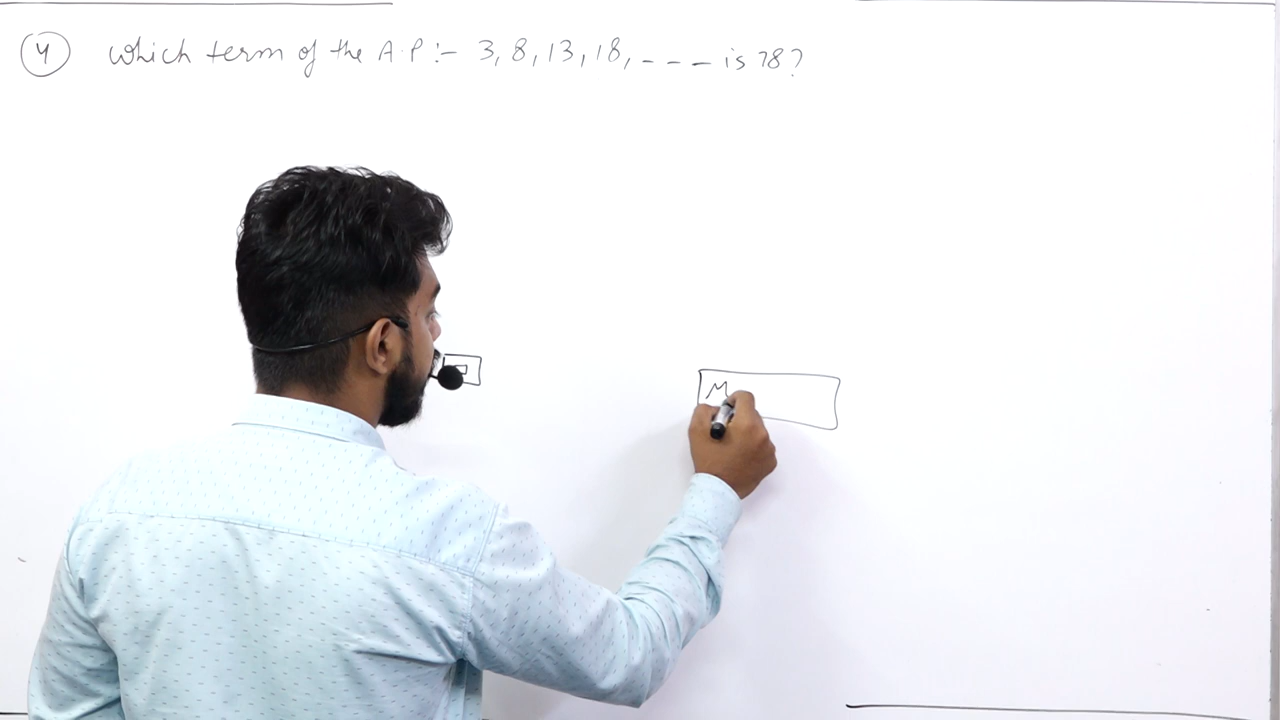 4 Which term of the A.P :- 3, 8, 13, 18, - - - is 78?
M